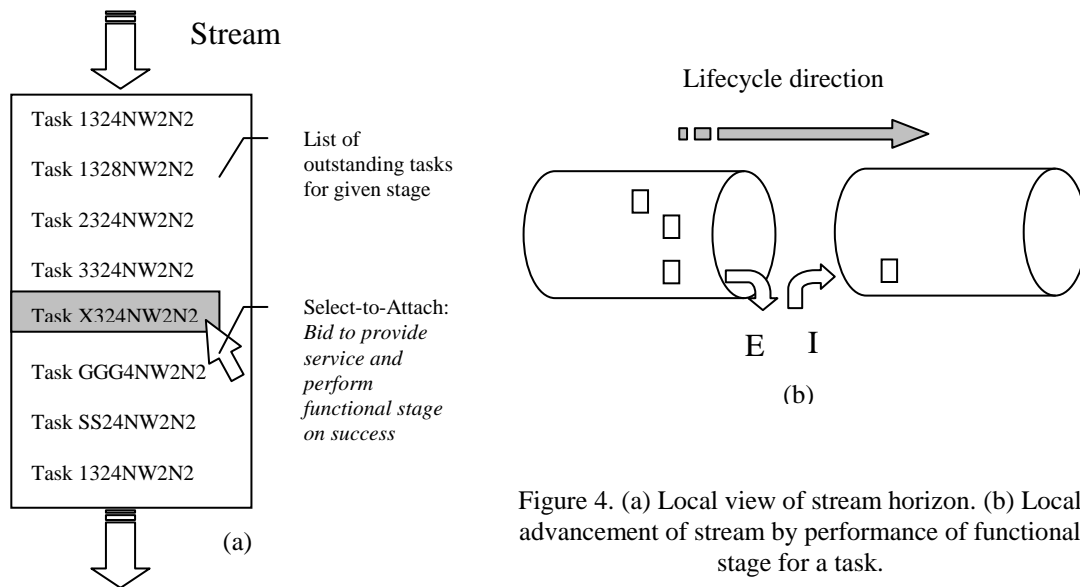 Stream
Task 1324NW2N2
Task 1328NW2N2
Task 2324NW2N2
Task 3324NW2N2
Task X324NW2N2
Task GGG4NW2N2
Task SS24NW2N2
Task 1324NW2N2
List of
outstanding tasks
for given stage
Select-to-Attach:
Bid to provide
service and
perform
functional stage
on success
(a)
Lifecycle direction
E I
(b)
Figure 4. (a) Local view of stream horizon. (b) Local
advancement of stream by performance of functional
stage for a task.